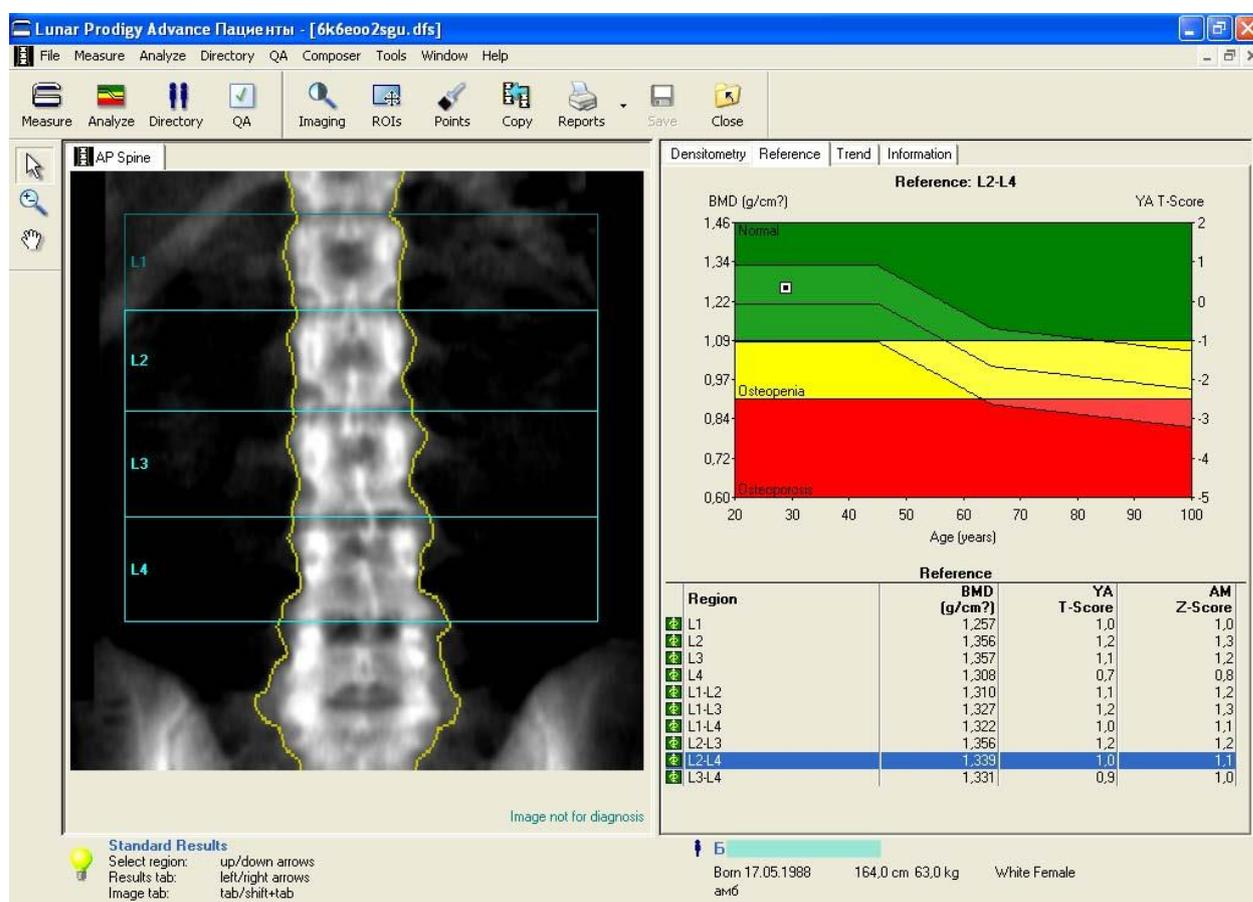 Lunar Prodigy Advance Пациенты - [6k6eoo2sgu.dfs]
File Measure Analyze Directory QA Composer Tools Window Help
Measure Analyze Directory QA Imaging ROIs Points Copy Reports Save Close
AP Spine
L1
L2
L3
L4
Image not for diagnosis
Densitometry Reference Trend Information
Reference: L2-L4
BMD (g/cm?) YA T-Score
1,46 Normal 2
1,34 1
1,22 0
1,09 -1
0,97 -2
Osteopenia
0,84 -3
0,72 -4
0,60 Osteoporosis -5
20 30 40 50 60 70 80 90 100
Age (years)
Reference
Region BMD (g/cm?) YA T-Score AM Z-Score
L1 1,257 1,0 1,0
L2 1,356 1,2 1,3
L3 1,357 1,1 1,2
L4 1,308 0,7 0,8
L1-L2 1,310 1,1 1,2
L1-L3 1,327 1,2 1,3
L1-L4 1,322 1,0 1,1
L2-L3 1,356 1,2 1,2
L2-L4 1,339 1,0 1,1
L3-L4 1,331 0,9 1,0
Standard Results
Select region: up/down arrows
Results tab: left/right arrows
Image tab: tab/shift+tab
Б
Born 17.05.1988 164,0 cm 63,0 kg White Female
амб